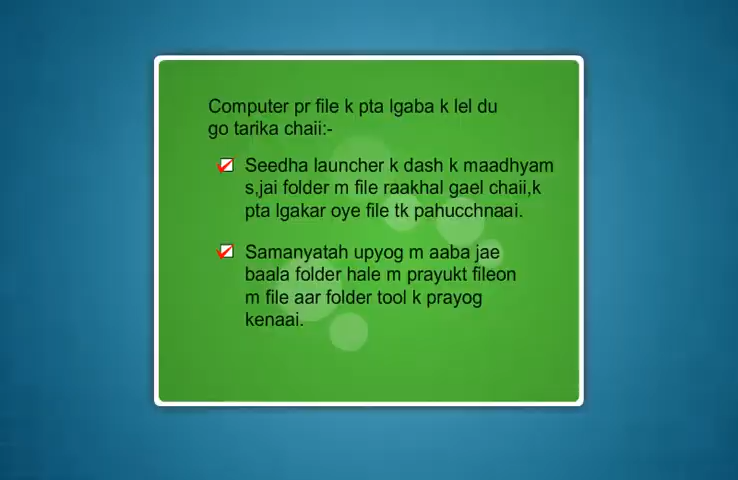 Computer pr file k pta lgaba k lel du
go tarika chaii:-
Seedha launcher k dash k maadhyam
s,jai folder m file raakhal gael chaii,k
pta lgakar oye file tk pahucchnaai.
Samanyatah upyog m aaba jae
baala folder hale m prayukt fileon
m file aar folder tool k prayog
kenaai.